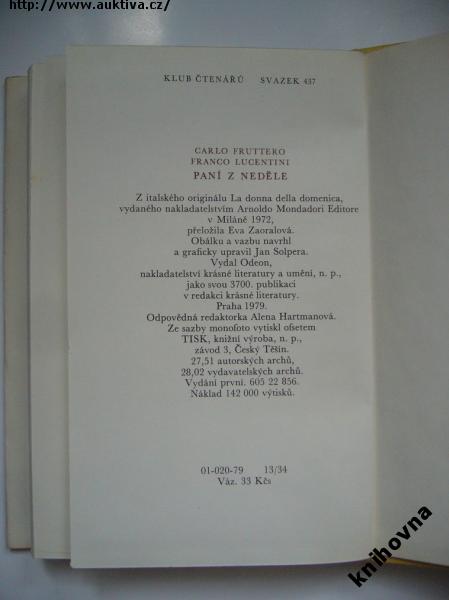 http://www.auktiva.cz/
KLUB ČTENÁŘŮ SVAZEK 437
CARLO FRUTTERO
FRANCO LUCENTINI
PANÍ Z NEDĚLE
Z italského originálu La donna della domenica,
vydaného nakladatelstvím Arnoldo Mondadori Editore
v Miláně 1972,
přeložila Eva Zaoralová.
Obálku a vazbu navrhl
a graficky upravil Jan Solpera.
Vydal Odeon,
nakladatelství krásné literatury a umění, n. p.,
jako svou 3700. publikaci
v redakci krásné literatury.
Praha 1979.
Odpovědná redaktorka Alena Hartmanová.
Ze sazby monofoto vytiskl ofsetem
TISK, knižní výroba, n. p.,
závod 3, Český Těšín.
27,51 autorských archů,
28,02 vydavatelských archů.
Vydání první. 605 22 856.
Náklad 142 000 výtisků.
01-020-79 13/34
Váz. 33 Kčs
knihovna